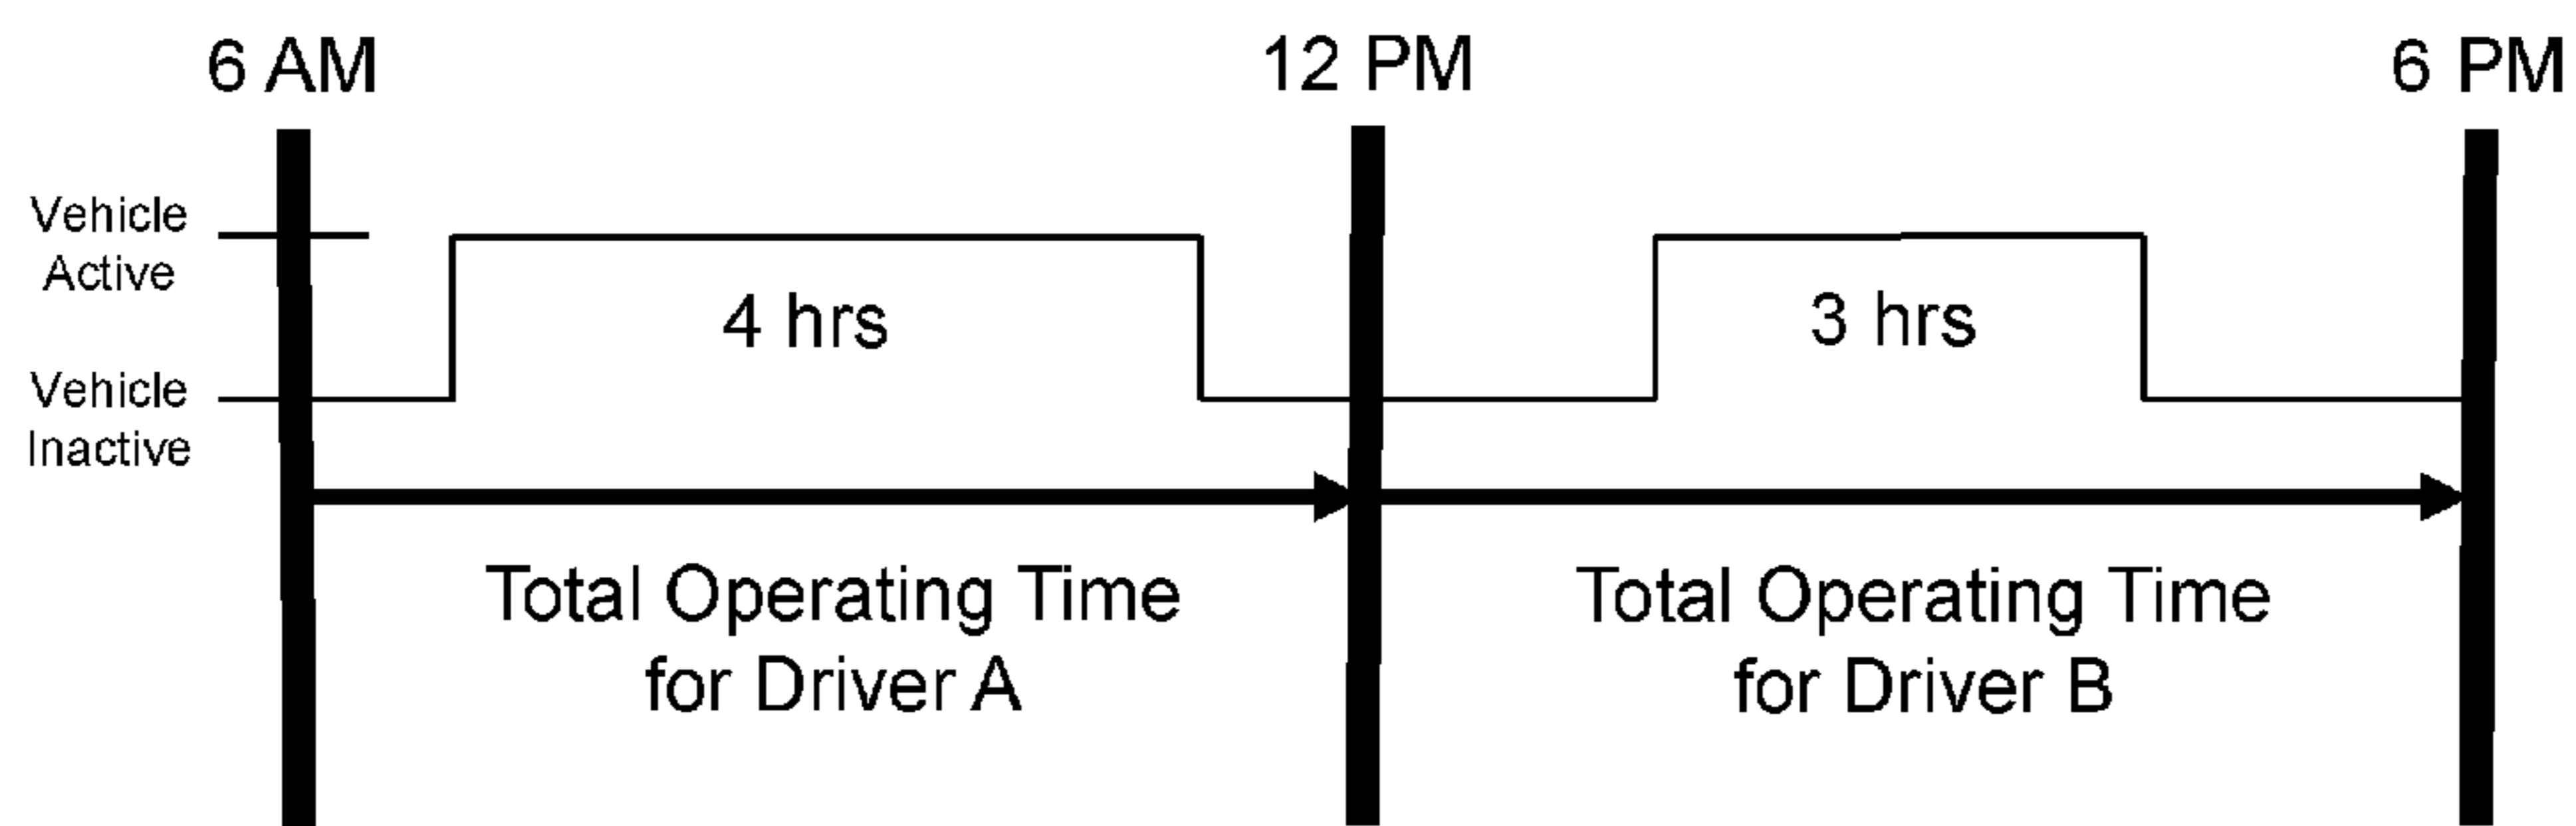 6 AM
12 PM
6 PM
Vehicle
Active
4 hrs
3 hrs
Vehicle
Inactive
Total Operating Time
for Driver A
Total Operating Time
for Driver B